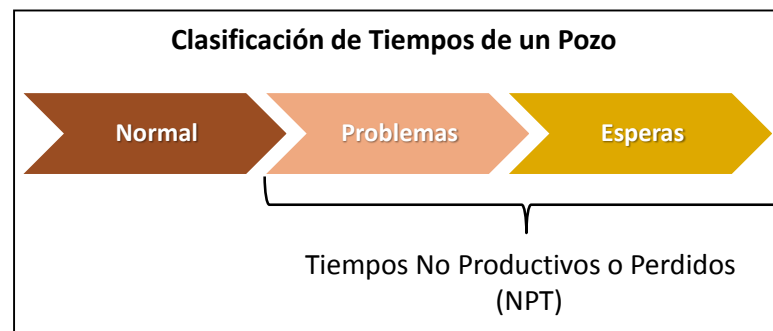 Clasificación de Tiempos de un Pozo
Normal
Problemas
Esperas
Tiempos No Productivos o Perdidos
(NPT)